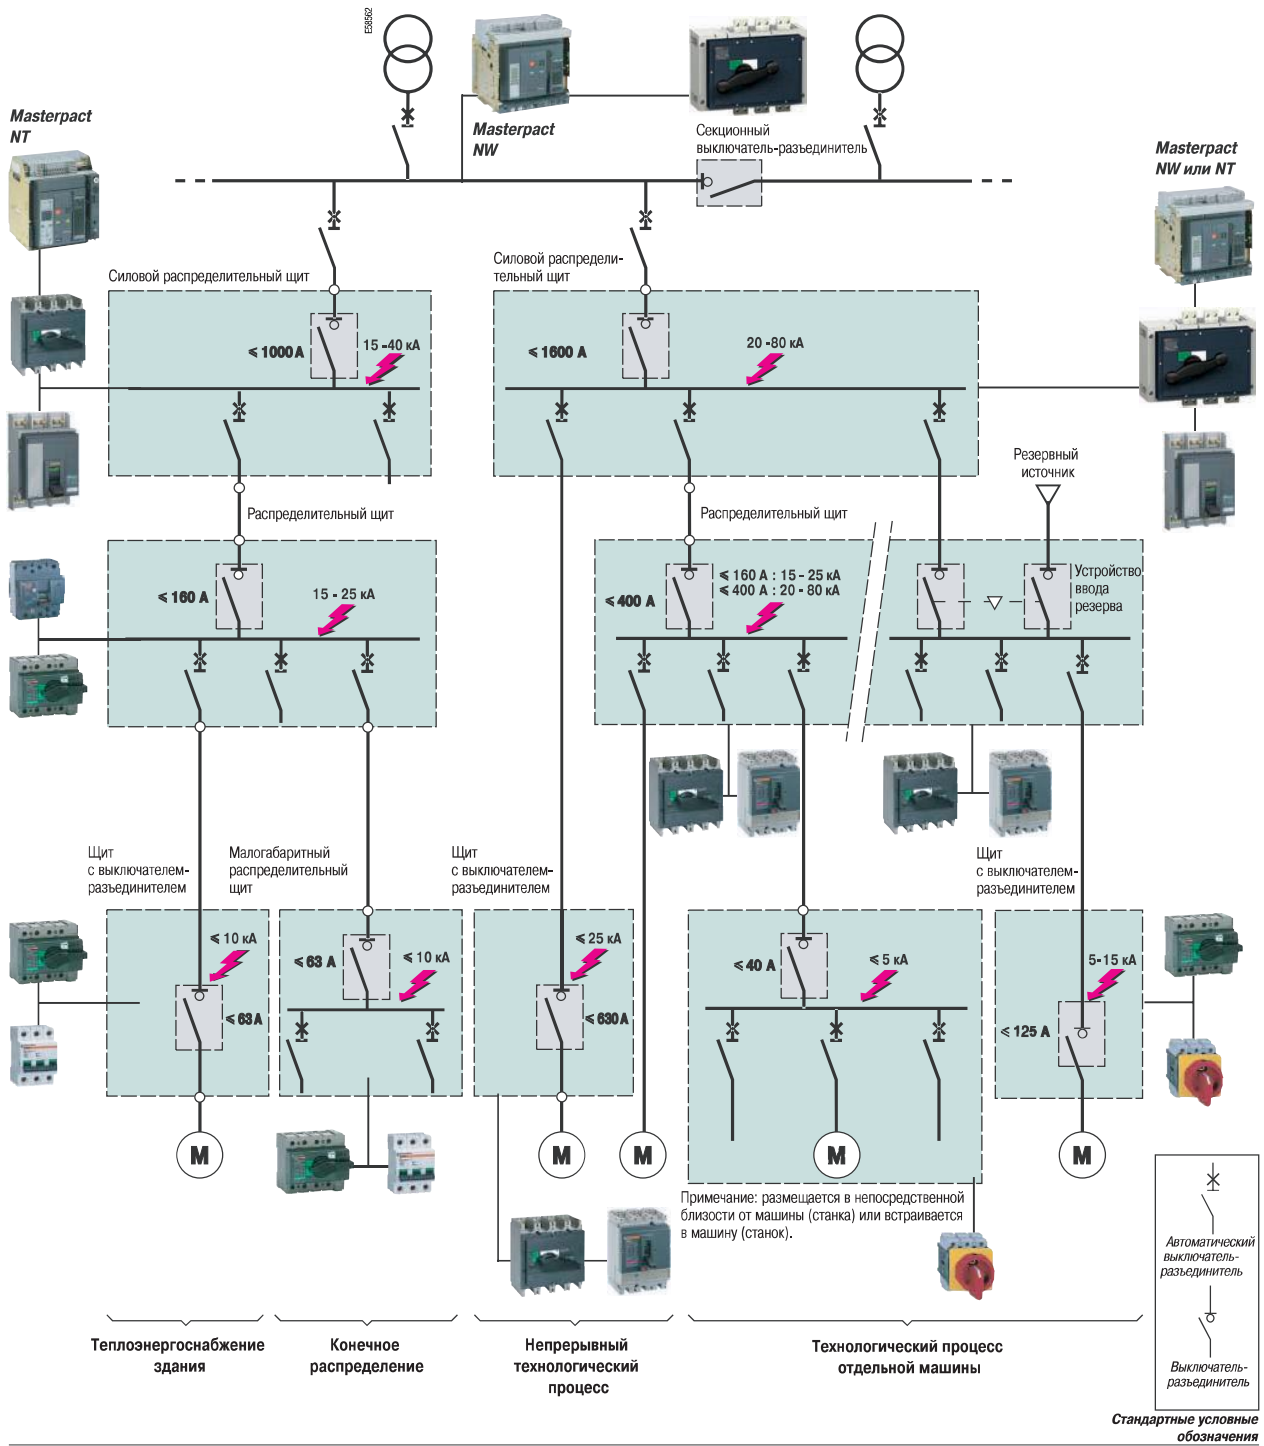 E58562
Masterpact
NT
Masterpact
NW
Секционный
выключатель-разъединитель
Masterpact
NW или NT
Силовой распределительный щит
Силовой распредели-
тельный щит
⩽ 1000 А
15 -40 кА
⩽ 1600 А
20 -80 кА
Резервный
источник
Распределительный щит
Распределительный щит
⩽ 160 А
15 - 25 кА
⩽ 400 А
⩽ 160 А : 15 - 25 кА
⩽ 400 А : 20 - 80 кА
Устройство
ввода
резерва
Щит
с выключателем-
разъединителем
Малогабаритный
распределительный
щит
Щит
с выключателем-
разъединителем
Щит
с выключателем-
разъединителем
⩽ 10 кА
⩽ 63 А
⩽ 63 А
⩽ 10 кА
⩽ 25 кА
⩽ 630 А
⩽ 40 А
⩽ 5 кА
5-15 кА
⩽ 125 А
М
М
М
М
М
Примечание: размещается в непосредственной
близости от машины (станка) или встраивается
в машину (станок).
Автоматический
выключатель-
разъединитель
Выключатель-
разъединитель
Стандартные условные
обозначения
Теплоэнергоснабжение
здания
Конечное
распределение
Непрерывный
технологический
процесс
Технологический процесс
отдельной машины